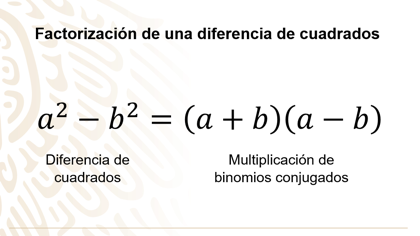 Factorización de una diferencia de cuadrados
a² − b² = (a + b)(a − b)
Diferencia de
cuadrados
Multiplicación de
binomios conjugados